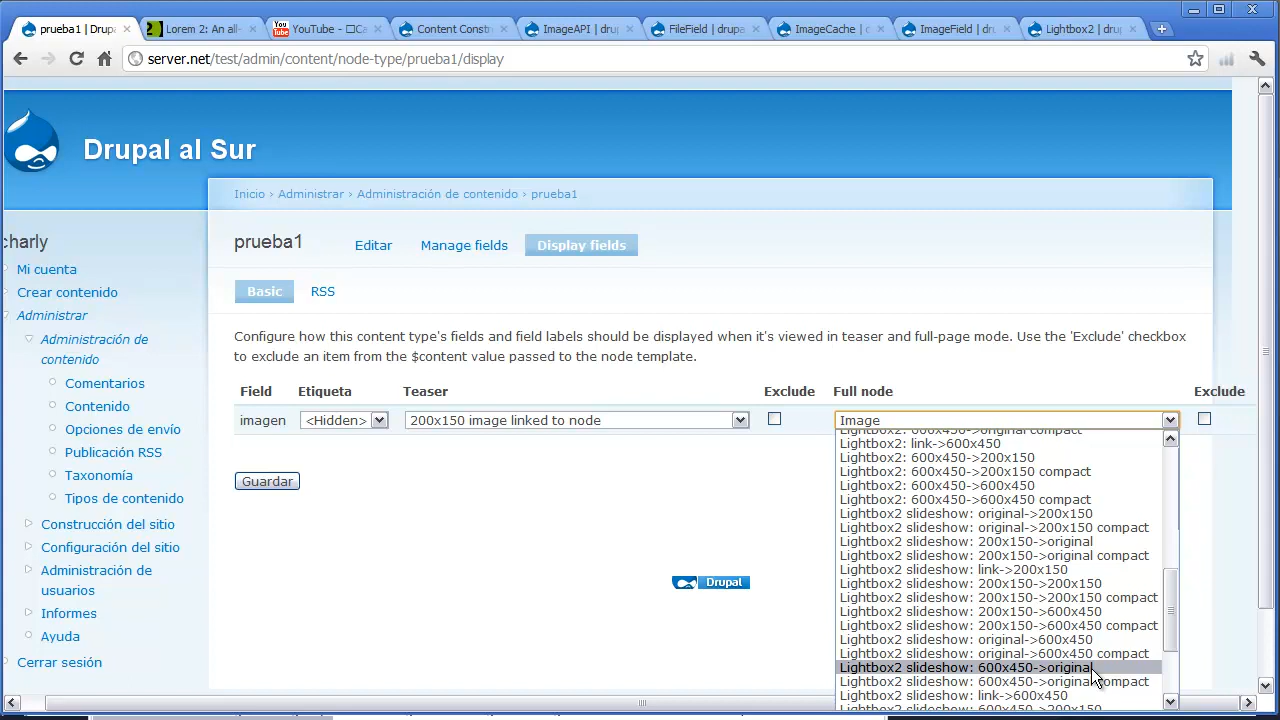 prueba1 | Drup
Lorem 2: An all-
You Tube
YouTube -
Content Constr
ImageAPI | dru
FileField | drupa
ImageCache | d
ImageField | dr
Lightbox2 | dru
server.net/test/admin/content/node-type/prueba1/display
Drupal al Sur
Inicio › Administrar › Administración de contenido › prueba1
charly
Mi cuenta
Crear contenido
Administrar
Administración de
contenido
Comentarios
Contenido
Opciones de envío
Publicación RSS
Taxonomía
Tipos de contenido
Construcción del sitio
Configuración del sitio
Administración de
usuarios
Informes
Ayuda
Cerrar sesión
prueba1
Editar
Manage fields
Display fields
Basic
RSS
Configure how this content type's fields and field labels should be displayed when it's viewed in teaser and full-page mode. Use the 'Exclude' checkbox
to exclude an item from the $content value passed to the node template.
Field Etiqueta Teaser Exclude Full node Exclude
imagen <Hidden> 200x150 image linked to node Image
Guardar
Drupal
Lightbox2: 600x450->original compact
Lightbox2: link->600x450
Lightbox2: 600x450->200x150
Lightbox2: 600x450->200x150 compact
Lightbox2: 600x450->600x450
Lightbox2: 600x450->600x450 compact
Lightbox2 slideshow: original->200x150
Lightbox2 slideshow: original->200x150 compact
Lightbox2 slideshow: 200x150->original
Lightbox2 slideshow: 200x150->original compact
Lightbox2 slideshow: link->200x150
Lightbox2 slideshow: 200x150->200x150
Lightbox2 slideshow: 200x150->200x150 compact
Lightbox2 slideshow: 200x150->600x450
Lightbox2 slideshow: 200x150->600x450 compact
Lightbox2 slideshow: original->600x450
Lightbox2 slideshow: original->600x450 compact
Lightbox2 slideshow: 600x450->original
Lightbox2 slideshow: 600x450->original compact
Lightbox2 slideshow: link->600x450
Lightbox2 slideshow: 600x450->200x150